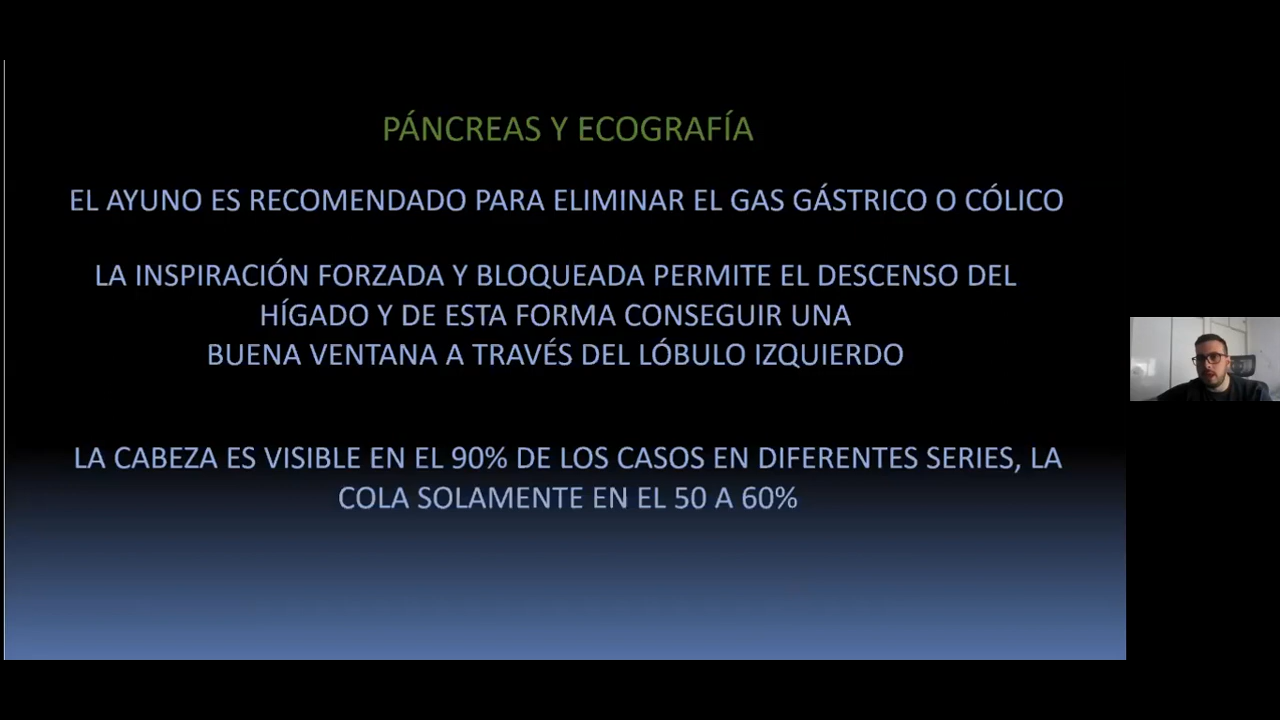 PÁNCREAS Y ECOGRAFÍA
EL AYUNO ES RECOMENDADO PARA ELIMINAR EL GAS GÁSTRICO O CÓLICO
LA INSPIRACIÓN FORZADA Y BLOQUEADA PERMITE EL DESCENSO DEL
HÍGADO Y DE ESTA FORMA CONSEGUIR UNA
BUENA VENTANA A TRAVÉS DEL LÓBULO IZQUIERDO
LA CABEZA ES VISIBLE EN EL 90% DE LOS CASOS EN DIFERENTES SERIES, LA
COLA SOLAMENTE EN EL 50 A 60%